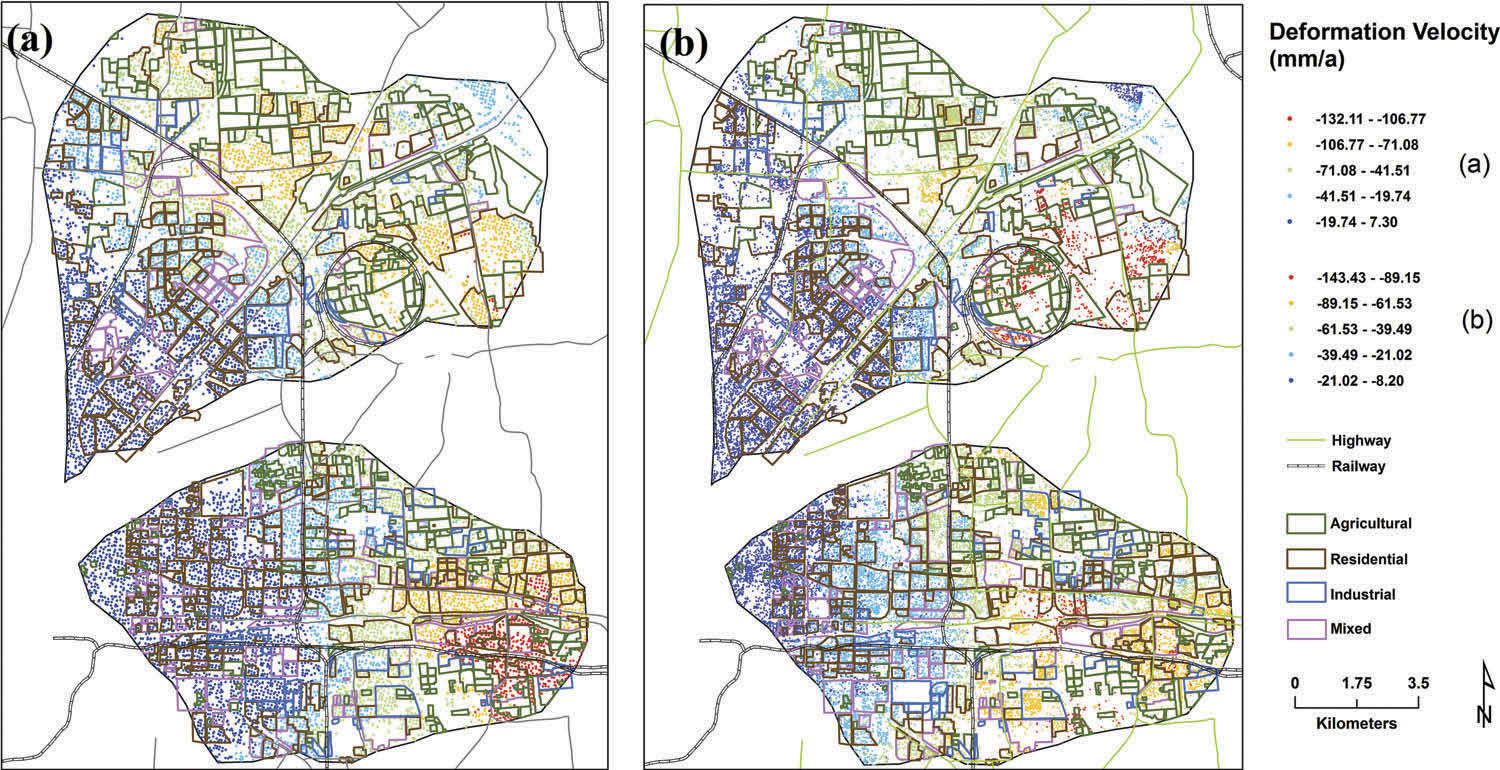 (a)
(b)
Deformation Velocity
(mm/a)
-132.11 - -106.77
-106.77 - -71.08
-71.08 - -41.51
-41.51 - -19.74
-19.74 - 7.30
(a)
-143.43 - -89.15
-89.15 - -61.53
-61.53 - -39.49
-39.49 - -21.02
-21.02 - -8.20
(b)
Highway
Railway
Agricultural
Residential
Industrial
Mixed
0 1.75 3.5
Kilometers
N